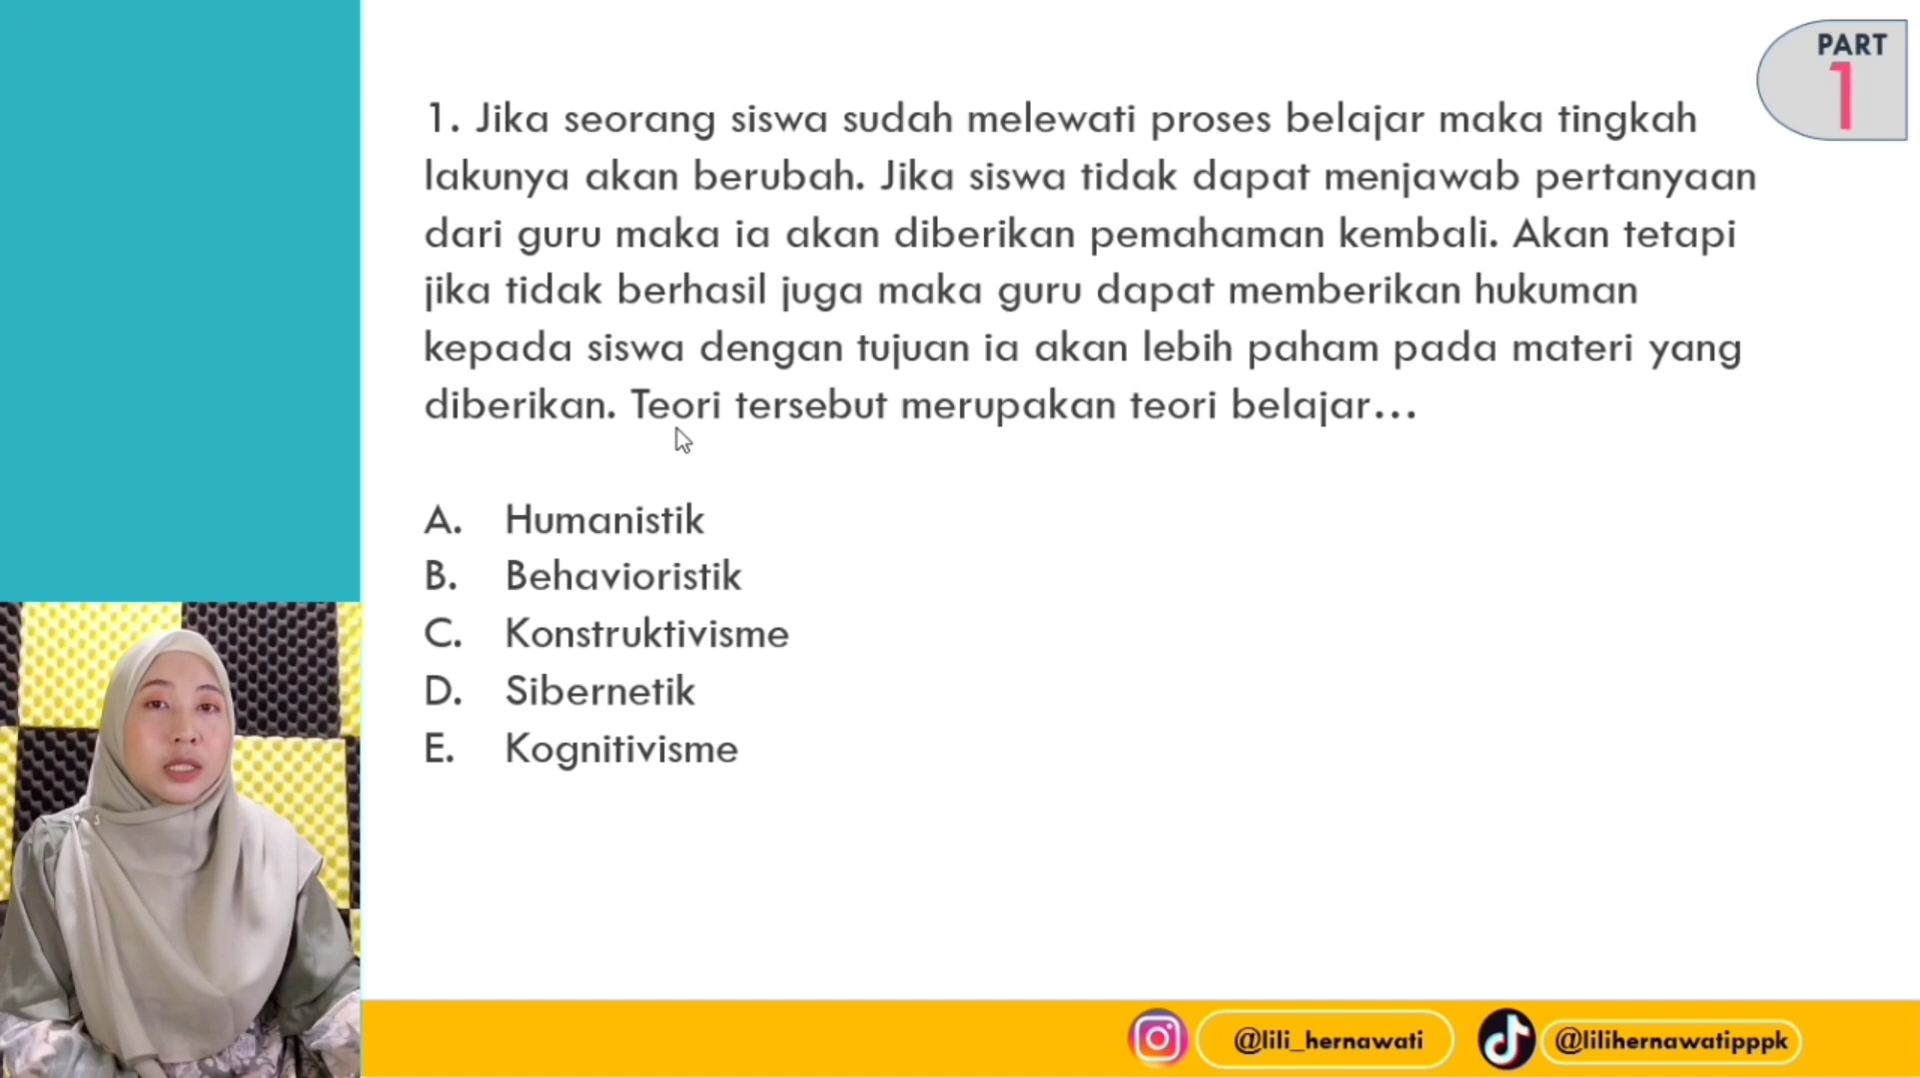 PART
1
1. Jika seorang siswa sudah melewati proses belajar maka tingkah
lakunya akan berubah. Jika siswa tidak dapat menjawab pertanyaan
dari guru maka ia akan diberikan pemahaman kembali. Akan tetapi
jika tidak berhasil juga maka guru dapat memberikan hukuman
kepada siswa dengan tujuan ia akan lebih paham pada materi yang
diberikan. Teori tersebut merupakan teori belajar...
A. Humanistik
B. Behavioristik
C. Konstruktivisme
D. Sibernetik
E. Kognitivisme
@lili_hernawati
@lilihernawatipppk